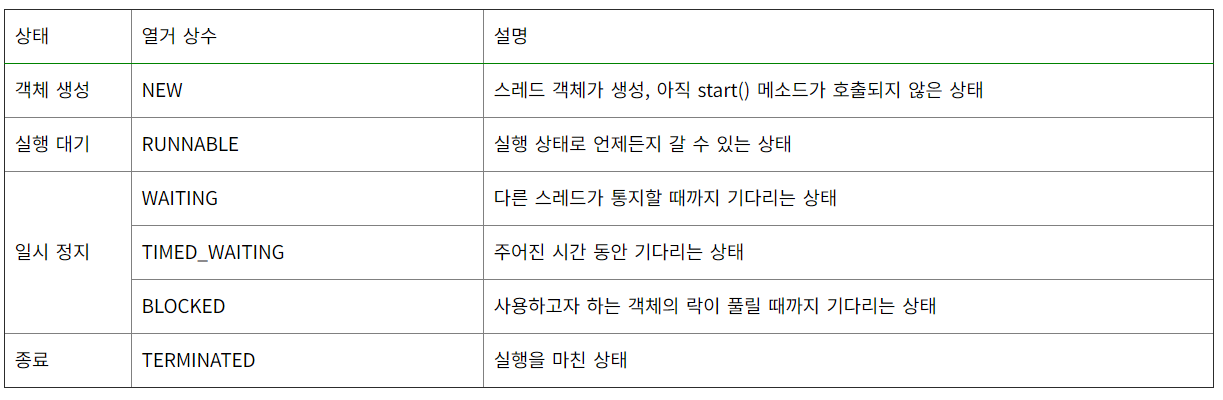 상태 열거 상수 설명
객체 생성 NEW 스레드 객체가 생성, 아직 start() 메소드가 호출되지 않은 상태
실행 대기 RUNNABLE 실행 상태로 언제든지 갈 수 있는 상태
WAITING 다른 스레드가 통지할 때까지 기다리는 상태
일시 정지 TIMED_WAITING 주어진 시간 동안 기다리는 상태
BLOCKED 사용하고자 하는 객체의 락이 풀릴 때까지 기다리는 상태
종료 TERMINATED 실행을 마친 상태